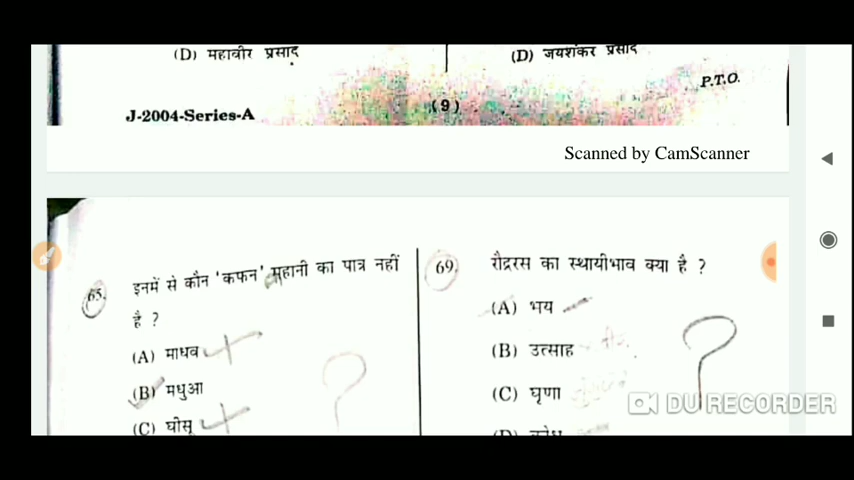 (D) महावीर प्रसाद
(D) जयशंकर प्रसाद
P.T.O.
J-2004-Series-A
(9)
Scanned by CamScanner
65. इनमें से कौन 'कफन' कहानी का पात्र नहीं
है ?
(A) माधव
(B) मधुआ
(C) घीसू
69. रौद्ररस का स्थायीभाव क्या है ?
(A) भय
(B) उत्साह
(C) घृणा
(D)
DU RECORDER